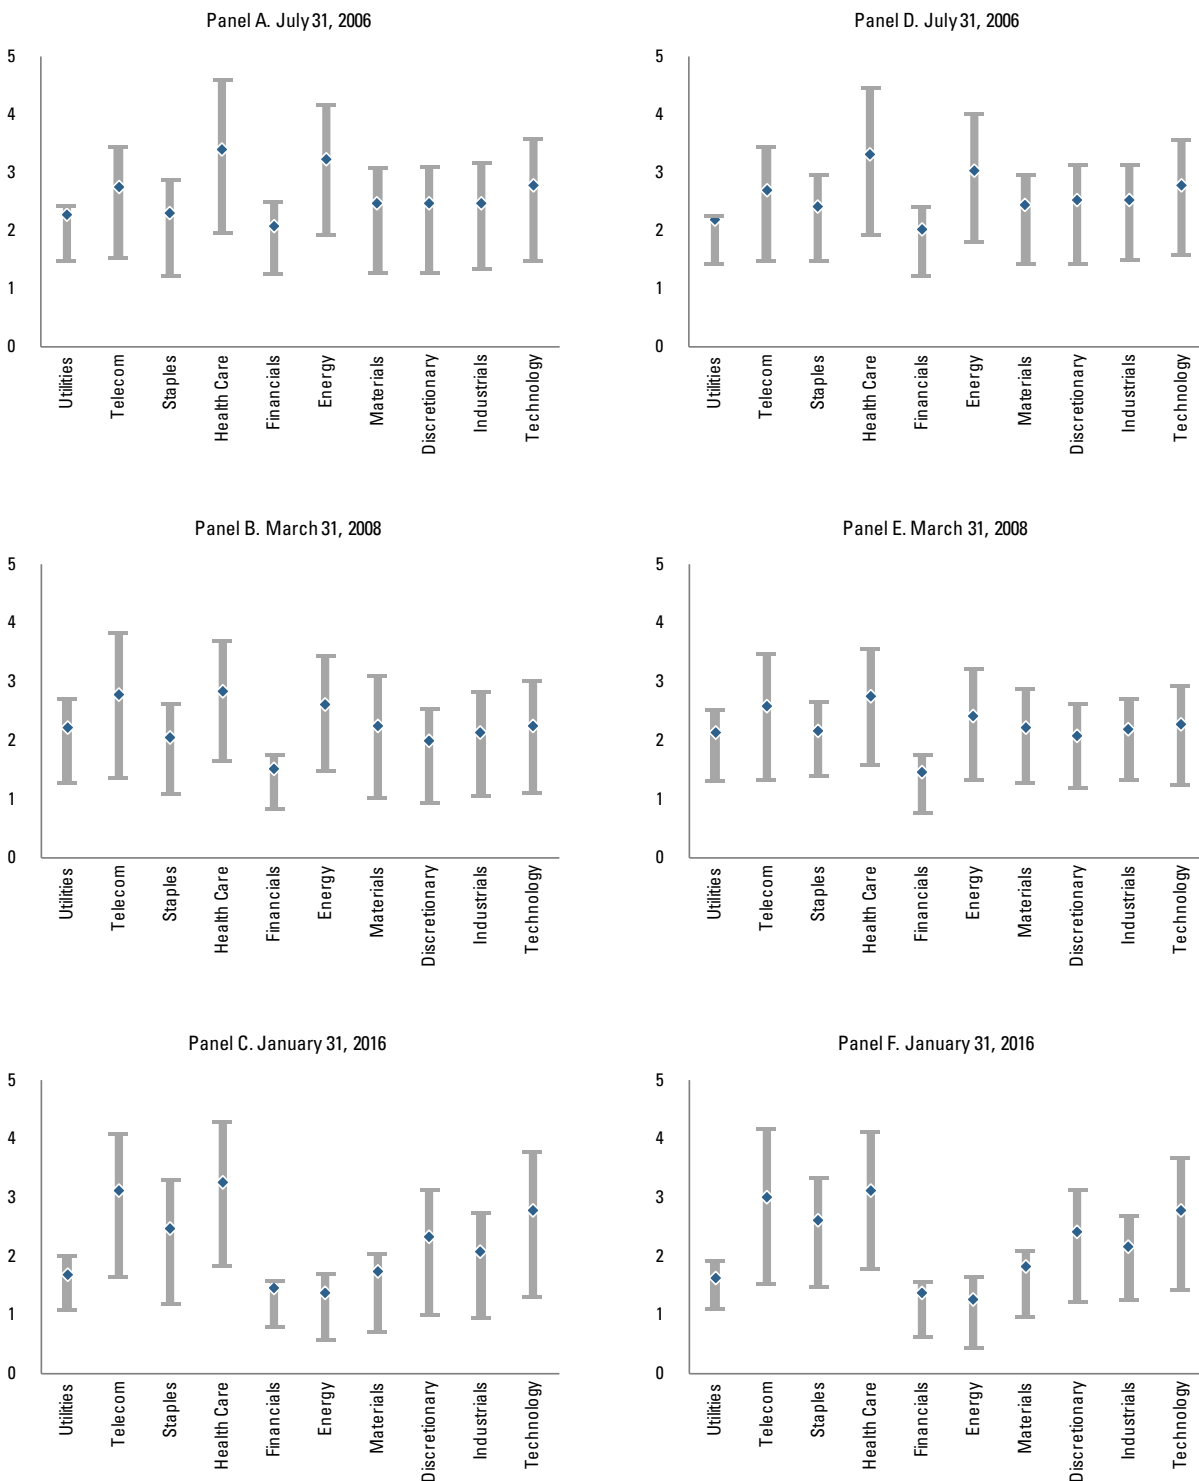 Panel A. July 31, 2006
5
4
3
2
1
0
Utilities
Telecom
Staples
Health Care
Financials
Energy
Materials
Discretionary
Industrials
Technology
Panel D. July 31, 2006
5
4
3
2
1
0
Utilities
Telecom
Staples
Health Care
Financials
Energy
Materials
Discretionary
Industrials
Technology
Panel B. March 31, 2008
5
4
3
2
1
0
Utilities
Telecom
Staples
Health Care
Financials
Energy
Materials
Discretionary
Industrials
Technology
Panel E. March 31, 2008
5
4
3
2
1
0
Utilities
Telecom
Staples
Health Care
Financials
Energy
Materials
Discretionary
Industrials
Technology
Panel C. January 31, 2016
5
4
3
2
1
0
Utilities
Telecom
Staples
Health Care
Financials
Energy
Materials
Discretionary
Industrials
Technology
Panel F. January 31, 2016
5
4
3
2
1
0
Utilities
Telecom
Staples
Health Care
Financials
Energy
Materials
Discretionary
Industrials
Technology